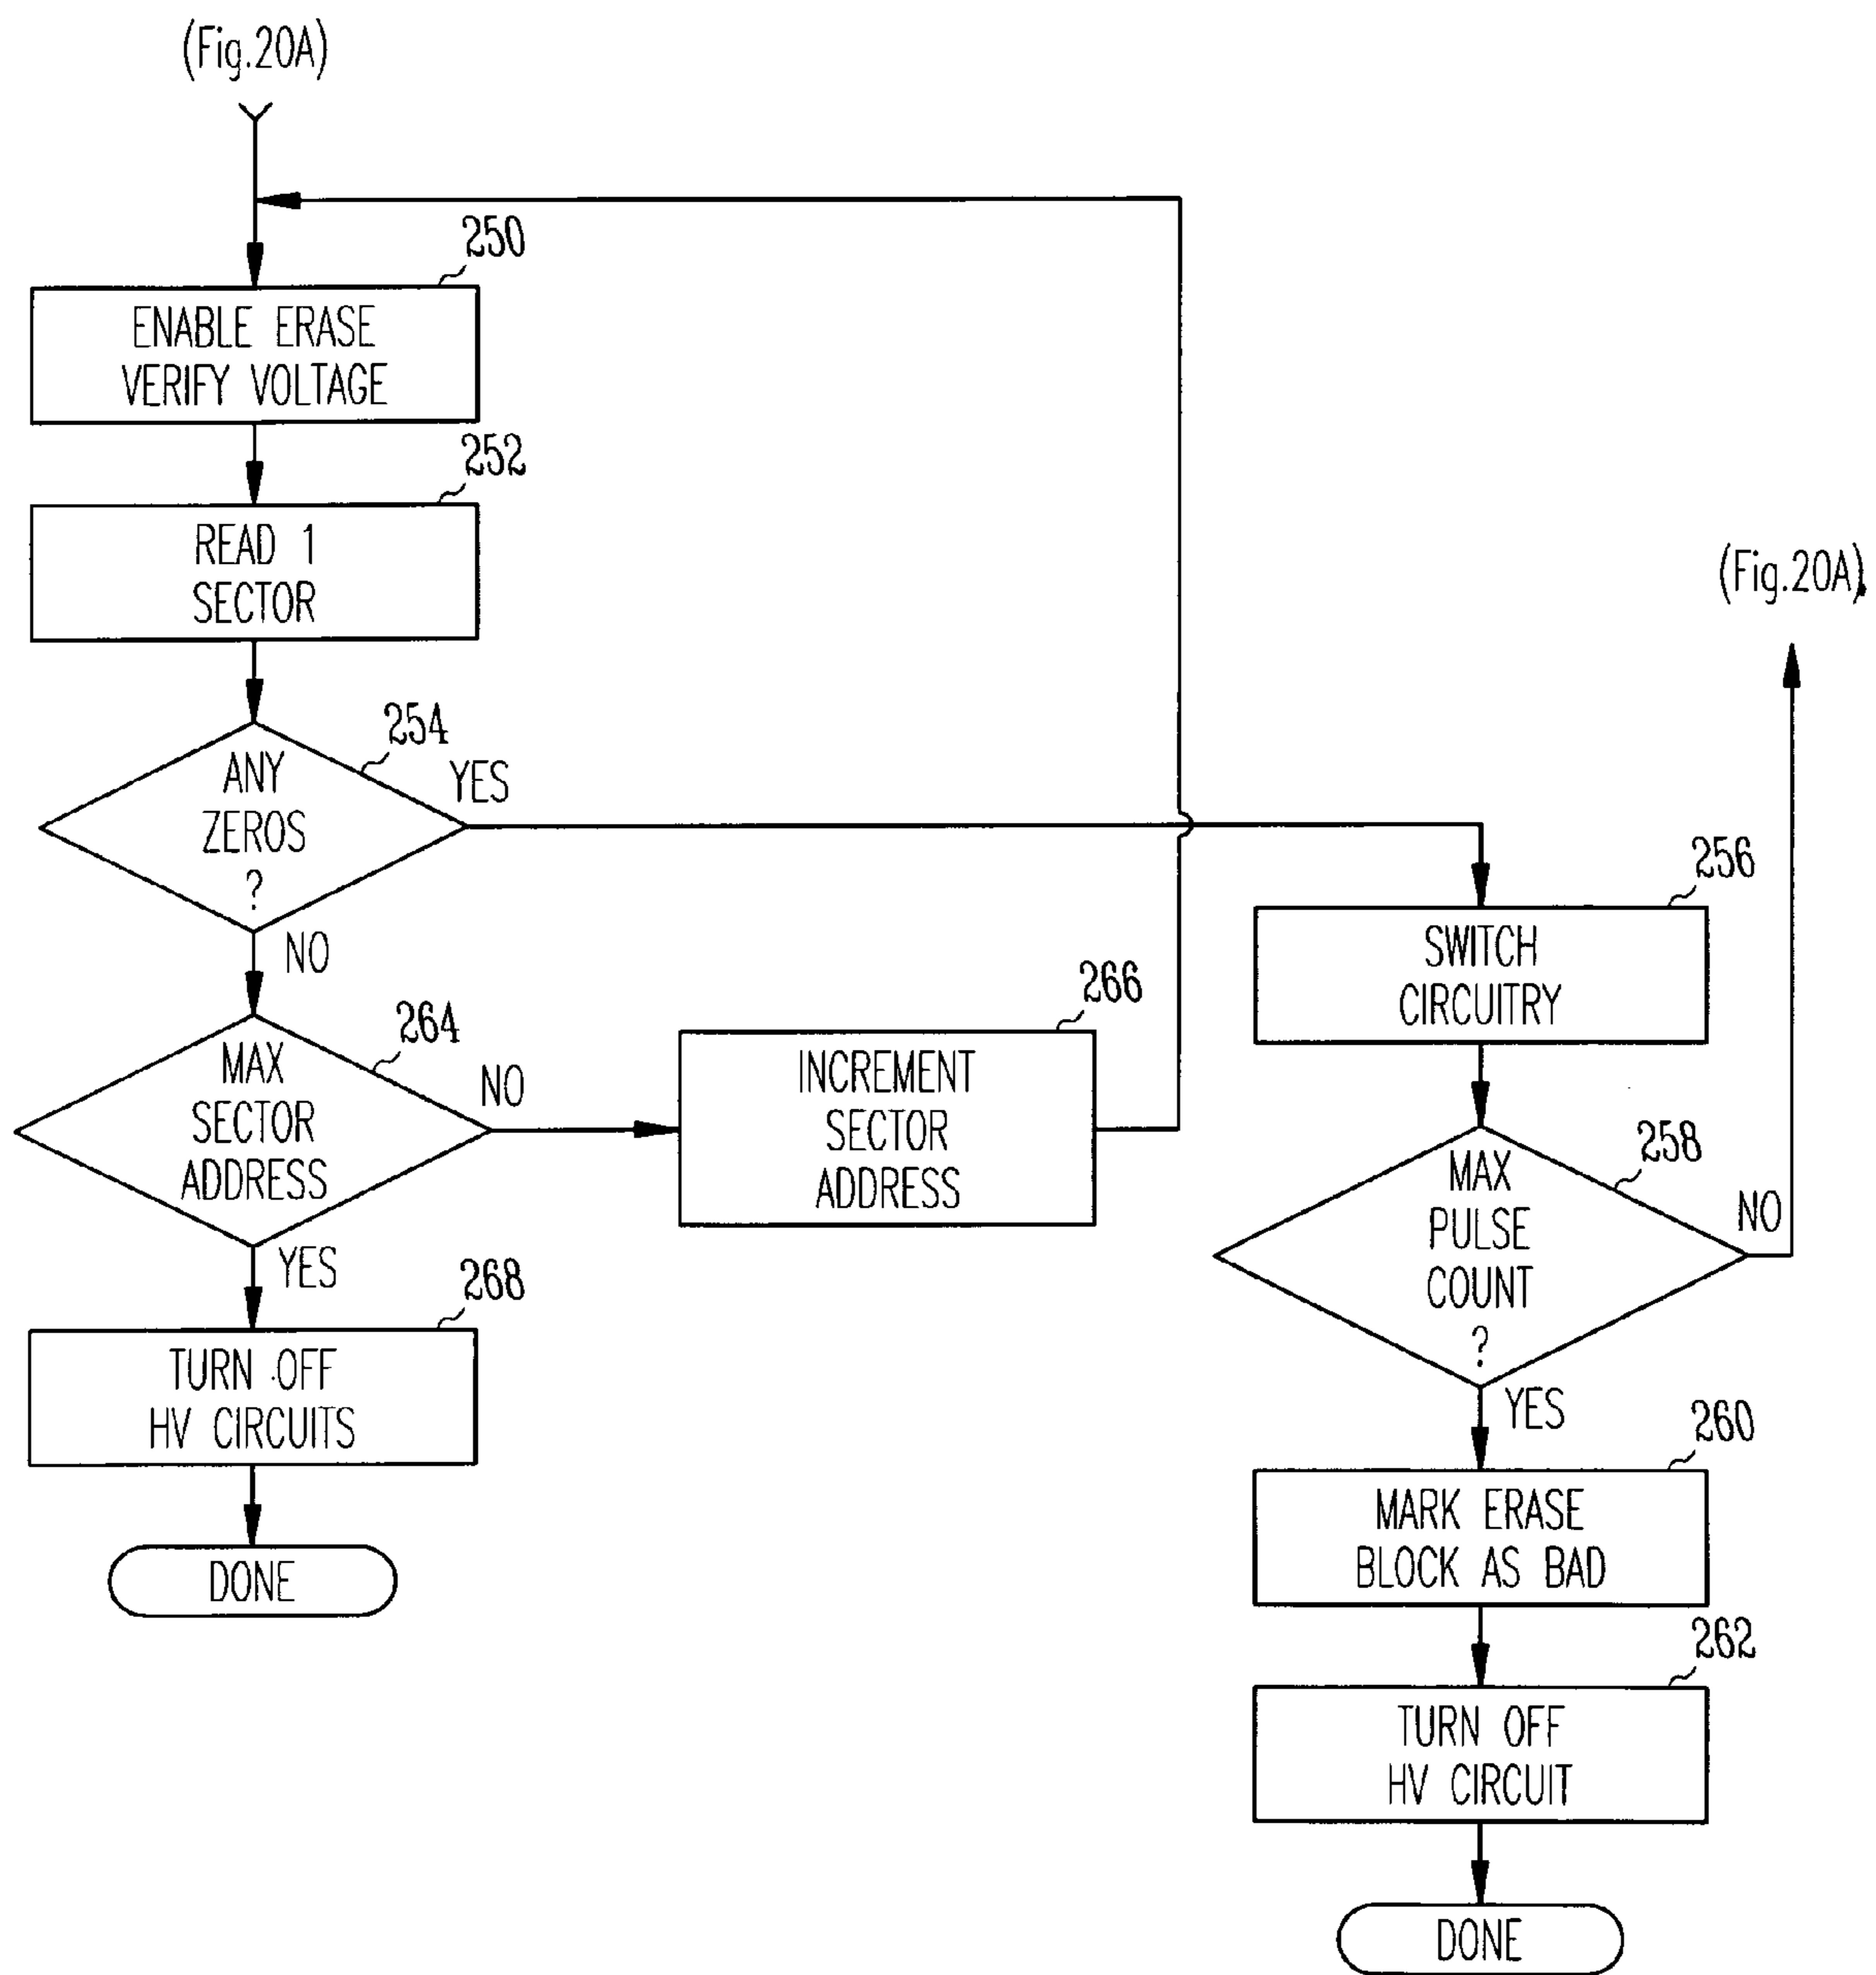 (Fig.20A)
250
ENABLE ERASE
VERIFY VOLTAGE
252
READ 1
SECTOR
(Fig.20A)
254
ANY
ZEROS
?
YES
NO
256
SWITCH
CIRCUITRY
264
MAX
SECTOR
ADDRESS
NO
YES
266
INCREMENT
SECTOR
ADDRESS
258
MAX
PULSE
COUNT
?
NO
YES
268
TURN OFF
HV CIRCUITS
DONE
260
MARK ERASE
BLOCK AS BAD
262
TURN OFF
HV CIRCUIT
DONE